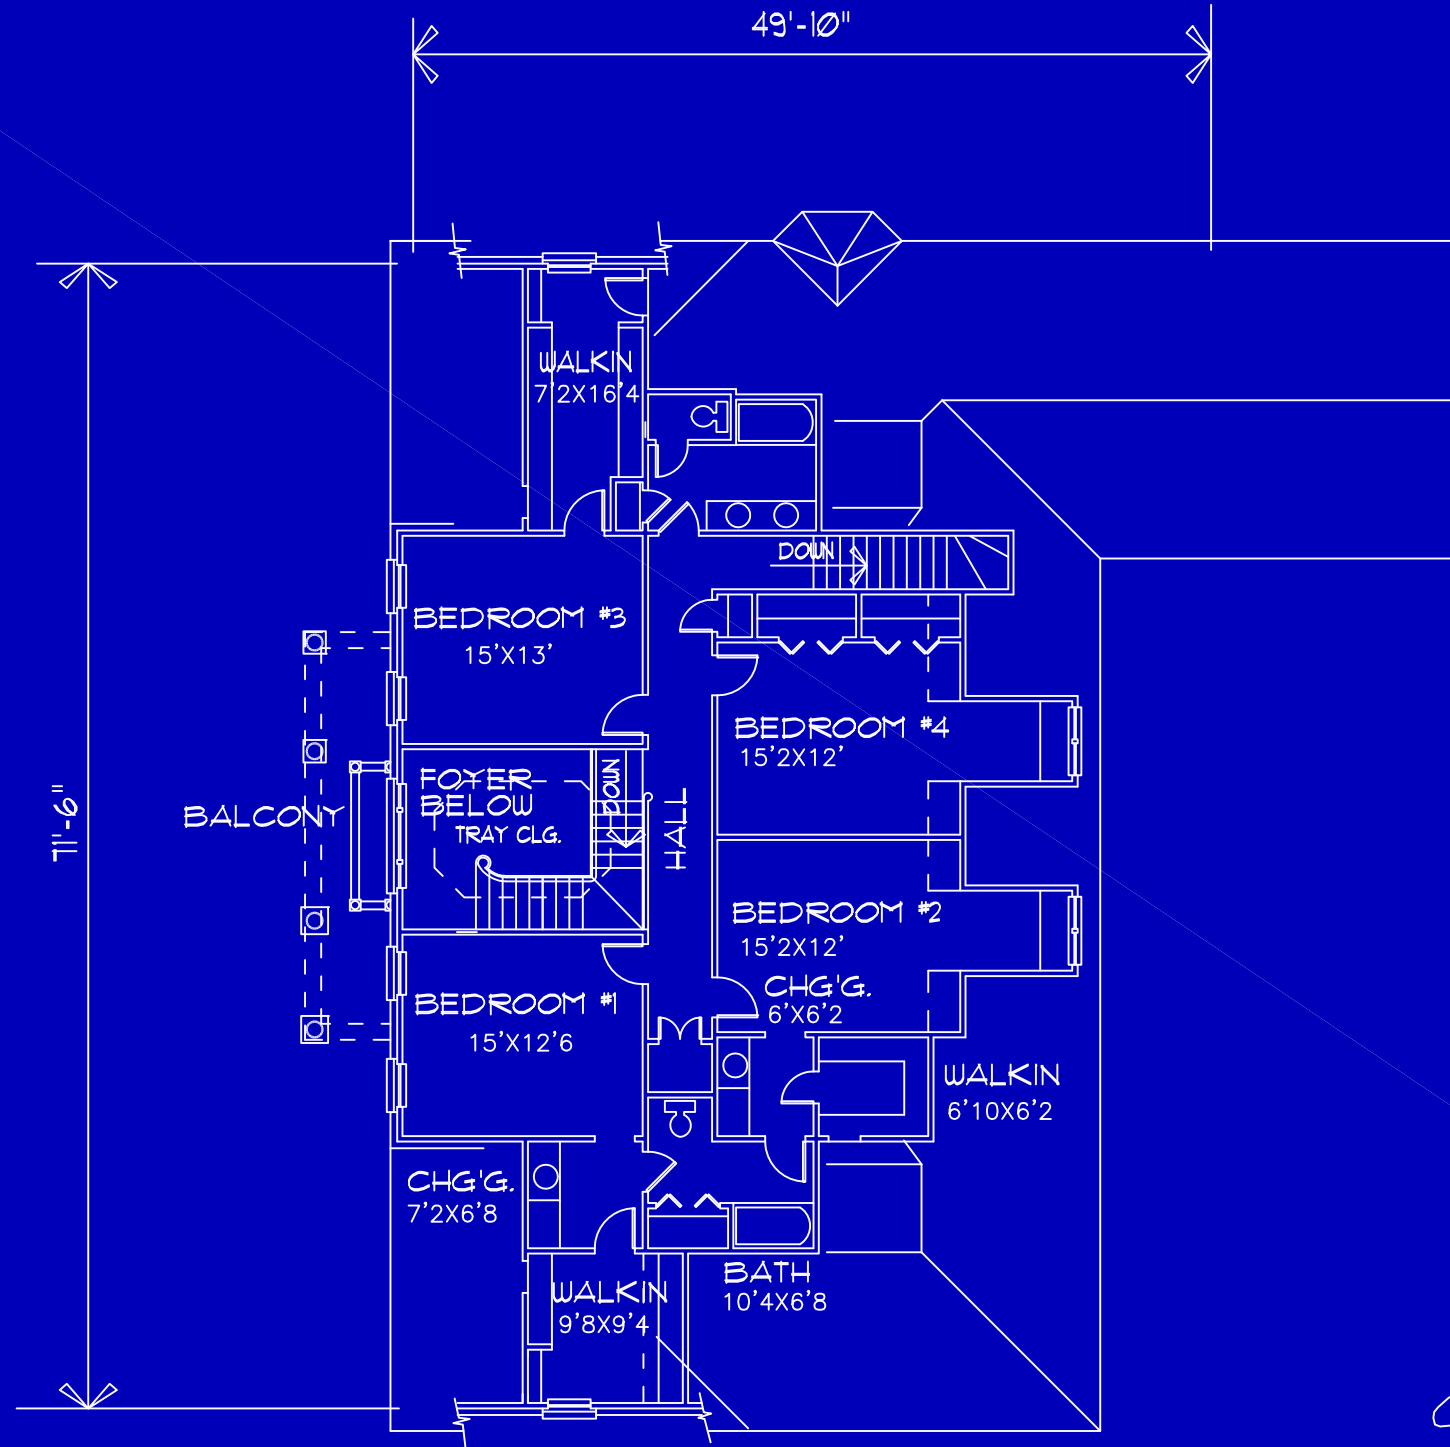 49'-10"
WALKIN
7'2X16'4
DOWN
BEDROOM #3
15'X13'
BEDROOM #4
15'2X12'
FOYER
BELOW
TRAY CLG.
DOWN
HALL
BALCONY
71'-6"
BEDROOM #2
15'2X12'
CHG'G.
6'X6'2
BEDROOM #1
15'X12'6
WALKIN
6'10X6'2
CHG'G.
7'2X6'8
BATH
10'4X6'8
WALKIN
9'8X9'4